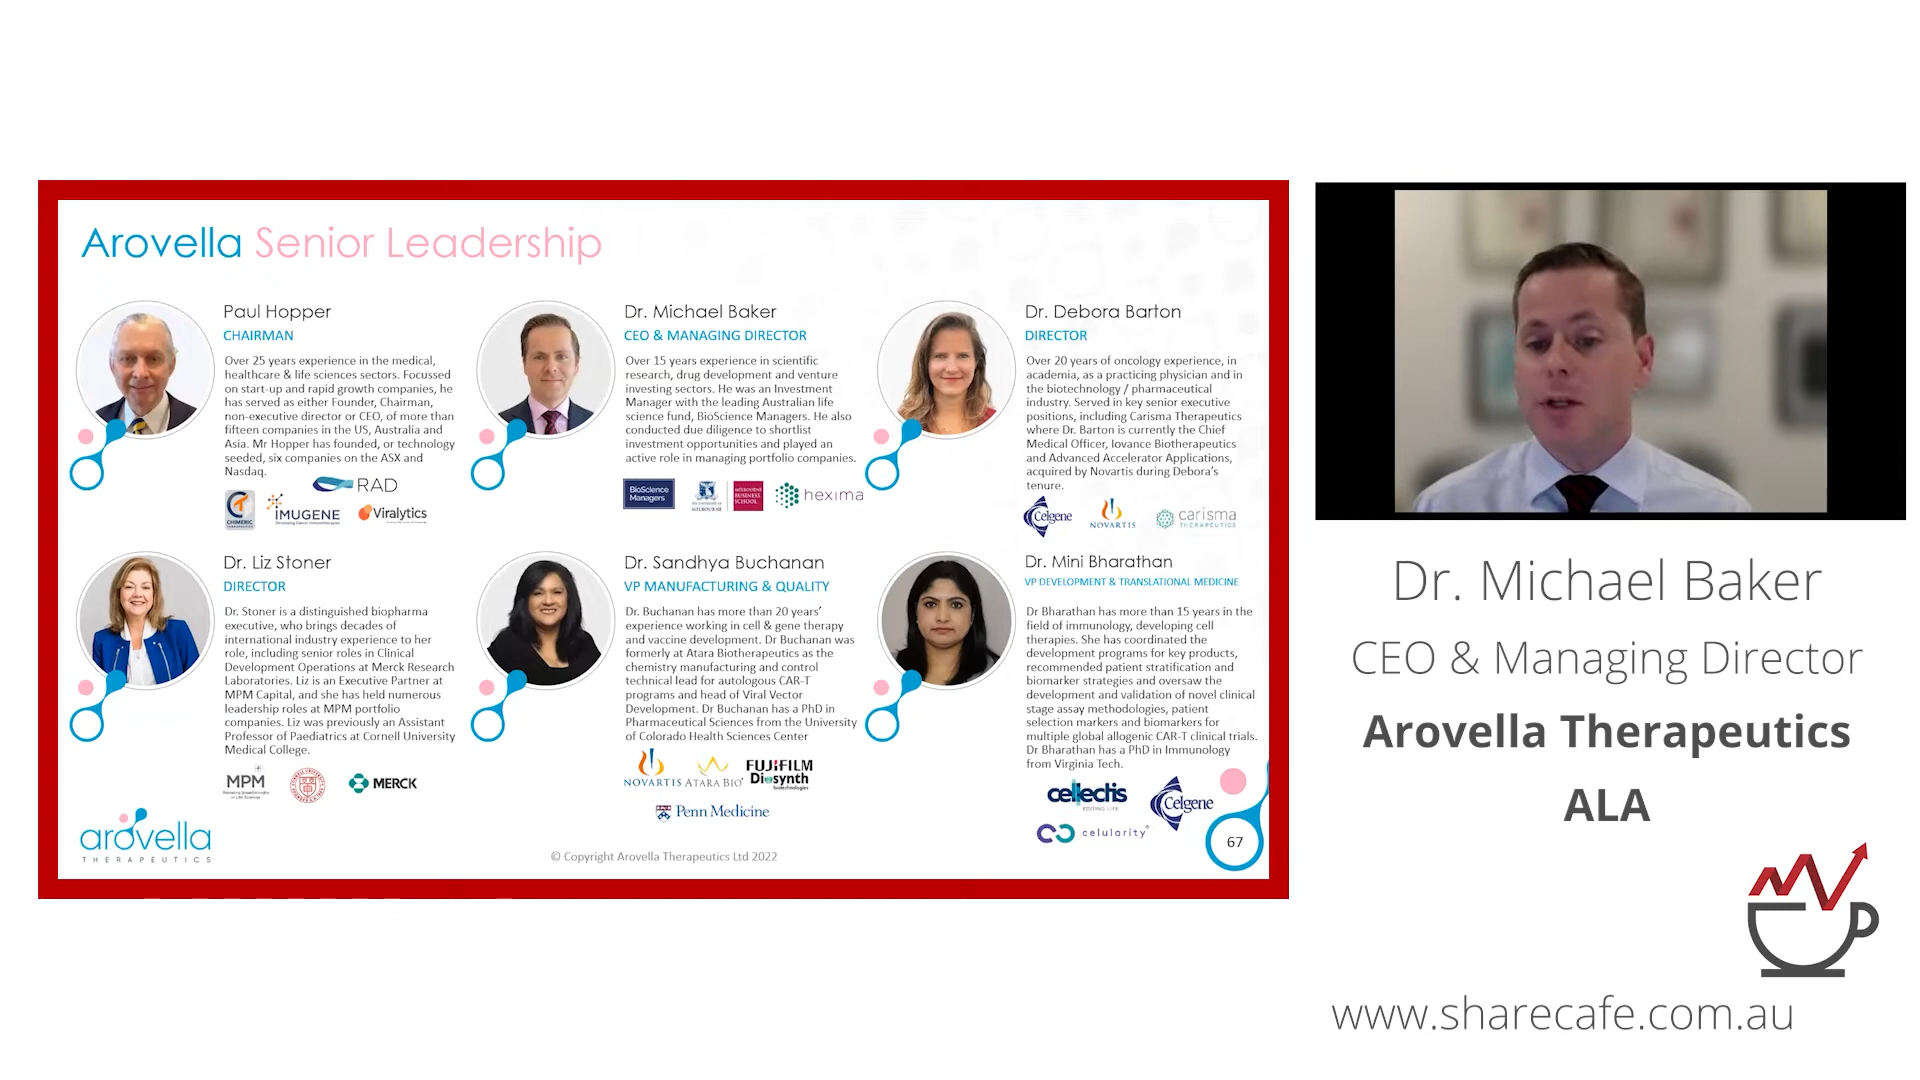 Arovella Senior Leadership
Paul Hopper
CHAIRMAN
Over 25 years experience in the medical,
healthcare & life sciences sectors. Focussed
on start-up and rapid growth companies, he
has served as either Founder, Chairman,
non-executive director or CEO, of more than
fifteen companies in the US, Australia and
Asia. Mr Hopper has founded, or technology
seeded, six companies on the ASX and
Nasdaq.
RAD
CHIMERIC
IMUGENE
Viralytics
Dr. Michael Baker
CEO & MANAGING DIRECTOR
Over 15 years experience in scientific
research, drug development and venture
investing sectors. He was an Investment
Manager with the leading Australian life
science fund, BioScience Managers. He also
conducted due diligence to shortlist
investment opportunities and played an
active role in managing portfolio companies.
BioScience
Managers
MELBOURNE
MELBOURNE
BUSINESS
SCHOOL
hexima
Dr. Debora Barton
DIRECTOR
Over 20 years of oncology experience, in
academia, as a practicing physician and in
the biotechnology / pharmaceutical
industry. Served in key senior executive
positions, including Carisma Therapeutics
where Dr. Barton is currently the Chief
Medical Officer, Iovance Biotherapeutics
and Advanced Accelerator Applications,
acquired by Novartis during Debora's
tenure.
Celgene
NOVARTIS
carisma
THERAPEUTICS
Dr. Liz Stoner
DIRECTOR
Dr. Stoner is a distinguished biopharma
executive, who brings decades of
international industry experience to her
role, including senior roles in Clinical
Development Operations at Merck Research
Laboratories. Liz is an Executive Partner at
MPM Capital, and she has held numerous
leadership roles at MPM portfolio
companies. Liz was previously an Assistant
Professor of Paediatrics at Cornell University
Medical College.
MPM
MERCK
Dr. Sandhya Buchanan
VP MANUFACTURING & QUALITY
Dr. Buchanan has more than 20 years'
experience working in cell & gene therapy
and vaccine development. Dr Buchanan was
formerly at Atara Biotherapeutics as the
chemistry manufacturing and control
technical lead for autologous CAR-T
programs and head of Viral Vector
Development. Dr Buchanan has a PhD in
Pharmaceutical Sciences from the University
of Colorado Health Sciences Center
NOVARTIS
ATARA BIO
FUJIFILM
Diosynth
biotechnologies
Penn Medicine
Dr. Mini Bharathan
VP DEVELOPMENT & TRANSLATIONAL MEDICINE
Dr Bharathan has more than 15 years in the
field of immunology, developing cell
therapies. She has coordinated the
development programs for key products,
recommended patient stratification and
biomarker strategies and oversaw the
development and validation of novel clinical
stage assay methodologies, patient
selection markers and biomarkers for
multiple global allogenic CAR-T clinical trials.
Dr Bharathan has a PhD in Immunology
from Virginia Tech.
cellectis
EDITING LIFE
Celgene
celularity
arovella
THERAPEUTICS
© Copyright Arovella Therapeutics Ltd 2022
67
Dr. Michael Baker
CEO & Managing Director
Arovella Therapeutics
ALA
www.sharecafe.com.au